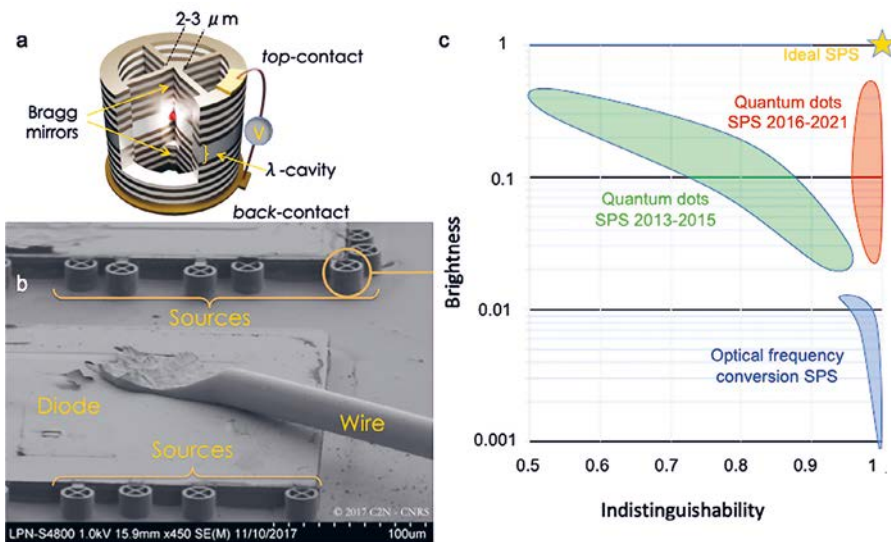 a
2-3 μm
top-contact
Bragg
mirrors
V
λ-cavity
back-contact
b
Sources
Diode
Wire
Sources
© 2017 C2N - CNRS
LPN-S4800 1.0kV 15.9mm x450 SE(M) 11/10/2017
100um
c
Brightness
1
0.1
0.01
0.001
Ideal SPS
Quantum dots
SPS 2016-2021
Quantum dots
SPS 2013-2015
Optical frequency
conversion SPS
0.5
0.6
0.7
0.8
0.9
1
Indistinguishability